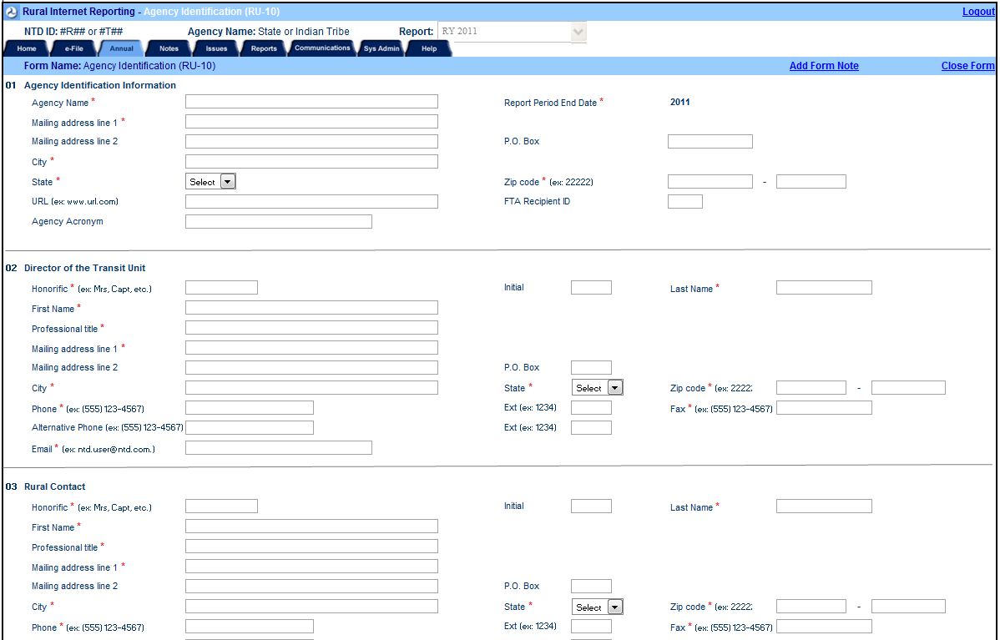 Rural Internet Reporting - Agency Identification (RU-10) Logout
NTD ID: #R## or #T## Agency Name: State or Indian Tribe Report: RY 2011
Home e-File Annual Notes Issues Reports Communications Sys Admin Help
Form Name: Agency Identification (RU-10) Add Form Note Close Form
01 Agency Identification Information
Agency Name * Report Period End Date * 2011
Mailing address line 1 *
Mailing address line 2 P.O. Box
City *
State * Select Zip code * (ex: 22222) -
URL (ex: www.url.com) FTA Recipient ID
Agency Acronym
02 Director of the Transit Unit
Honorific * (ex: Mrs, Capt, etc.) Initial Last Name *
First Name *
Professional title *
Mailing address line 1 *
Mailing address line 2 P.O. Box
City * State * Select Zip code * (ex: 2222: -
Phone * (ex: (555) 123-4567) Ext (ex: 1234) Fax * (ex: (555) 123-4567)
Alternative Phone (ex: (555) 123-4567) Ext (ex: 1234)
Email * (ex: ntd.user@ntd.com.)
03 Rural Contact
Honorific * (ex: Mrs, Capt, etc.) Initial Last Name *
First Name *
Professional title *
Mailing address line 1 *
Mailing address line 2 P.O. Box
City * State * Select Zip code * (ex: 2222: -
Phone * (ex: (555) 123-4567) Ext (ex: 1234) Fax * (ex: (555) 123-4567)